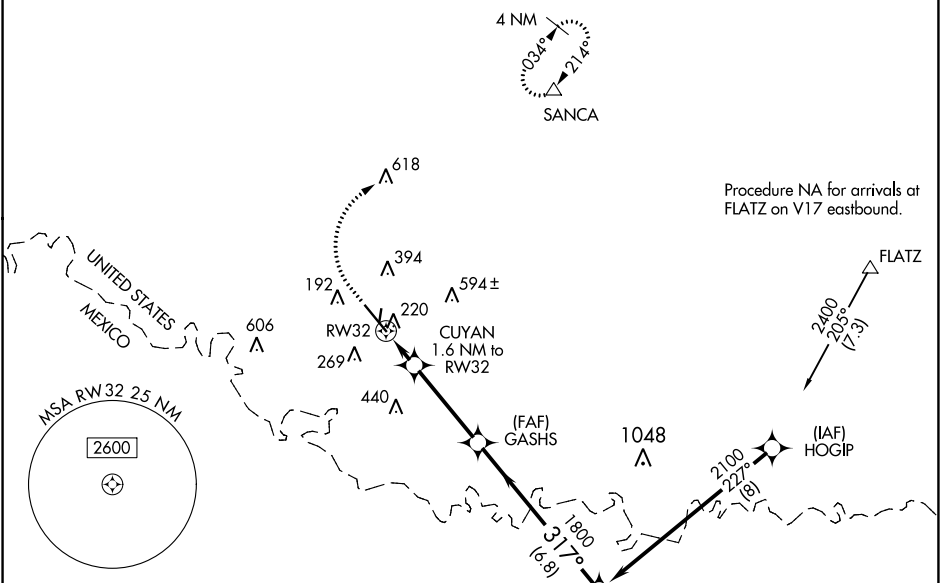 4 NM
034°
214°
SANCA
618
Procedure NA for arrivals at
FLATZ on V17 eastbound.
FLATZ
2400
205°
(7.3)
394
192
594±
220
UNITED STATES
MEXICO
606
RW32
CUYAN
1.6 NM to
RW32
269
440
MSA RW32 25 NM
2600
(FAF)
GASHS
1048
(IAF)
HOGIP
2100
227°
(8)
1800
317°
(6.8)